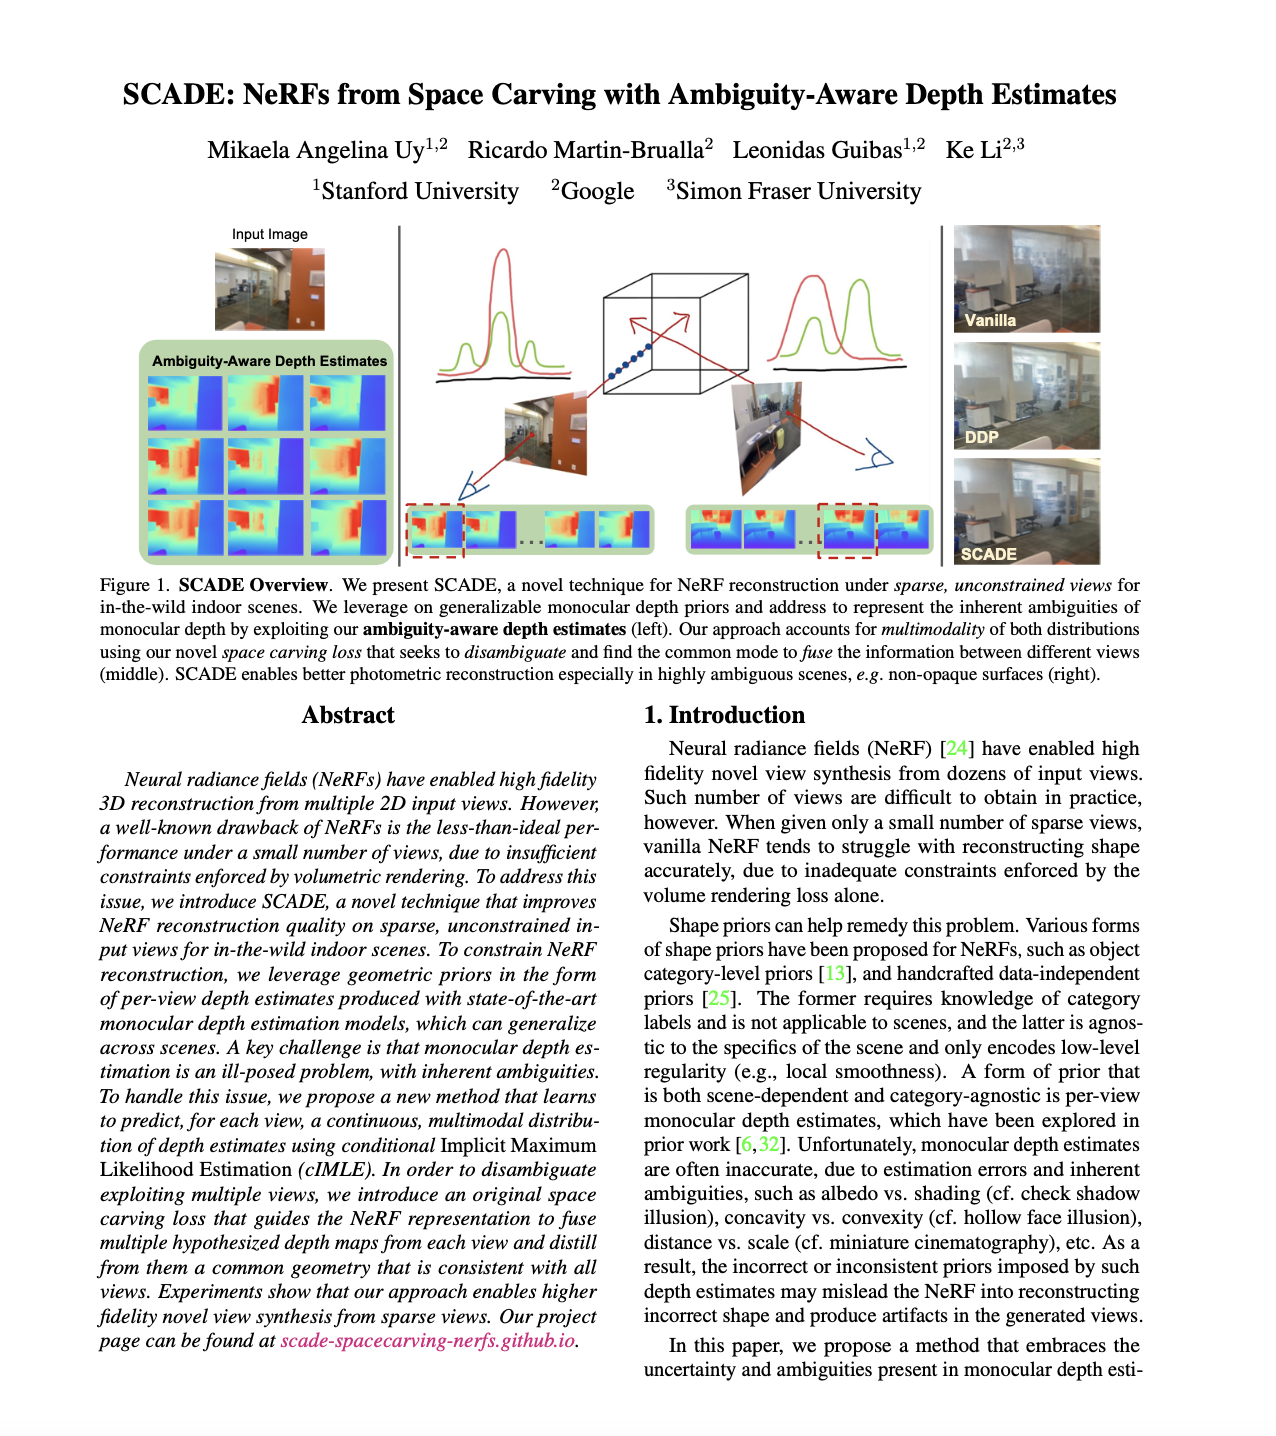 SCADE: NeRFs from Space Carving with Ambiguity-Aware Depth Estimates
Mikaela Angelina Uy1,2 Ricardo Martin-Brualla2 Leonidas Guibas1,2 Ke Li2,3
1Stanford University 2Google 3Simon Fraser University
Input Image
Ambiguity-Aware Depth Estimates
...
...
Vanilla
DDP
SCADE
Figure 1. SCADE Overview. We present SCADE, a novel technique for NeRF reconstruction under sparse, unconstrained views for
in-the-wild indoor scenes. We leverage on generalizable monocular depth priors and address to represent the inherent ambiguities of
monocular depth by exploiting our ambiguity-aware depth estimates (left). Our approach accounts for multimodality of both distributions
using our novel space carving loss that seeks to disambiguate and find the common mode to fuse the information between different views
(middle). SCADE enables better photometric reconstruction especially in highly ambiguous scenes, e.g. non-opaque surfaces (right).
Abstract
Neural radiance fields (NeRFs) have enabled high fidelity
3D reconstruction from multiple 2D input views. However,
a well-known drawback of NeRFs is the less-than-ideal per-
formance under a small number of views, due to insufficient
constraints enforced by volumetric rendering. To address this
issue, we introduce SCADE, a novel technique that improves
NeRF reconstruction quality on sparse, unconstrained in-
put views for in-the-wild indoor scenes. To constrain NeRF
reconstruction, we leverage geometric priors in the form
of per-view depth estimates produced with state-of-the-art
monocular depth estimation models, which can generalize
across scenes. A key challenge is that monocular depth es-
timation is an ill-posed problem, with inherent ambiguities.
To handle this issue, we propose a new method that learns
to predict, for each view, a continuous, multimodal distribu-
tion of depth estimates using conditional Implicit Maximum
Likelihood Estimation (cIMLE). In order to disambiguate
exploiting multiple views, we introduce an original space
carving loss that guides the NeRF representation to fuse
multiple hypothesized depth maps from each view and distill
from them a common geometry that is consistent with all
views. Experiments show that our approach enables higher
fidelity novel view synthesis from sparse views. Our project
page can be found at scade-spacecarving-nerfs.github.io.
1. Introduction
Neural radiance fields (NeRF) [24] have enabled high
fidelity novel view synthesis from dozens of input views.
Such number of views are difficult to obtain in practice,
however. When given only a small number of sparse views,
vanilla NeRF tends to struggle with reconstructing shape
accurately, due to inadequate constraints enforced by the
volume rendering loss alone.
Shape priors can help remedy this problem. Various forms
of shape priors have been proposed for NeRFs, such as object
category-level priors [13], and handcrafted data-independent
priors [25]. The former requires knowledge of category
labels and is not applicable to scenes, and the latter is agnos-
tic to the specifics of the scene and only encodes low-level
regularity (e.g., local smoothness). A form of prior that
is both scene-dependent and category-agnostic is per-view
monocular depth estimates, which have been explored in
prior work [6,32]. Unfortunately, monocular depth estimates
are often inaccurate, due to estimation errors and inherent
ambiguities, such as albedo vs. shading (cf. check shadow
illusion), concavity vs. convexity (cf. hollow face illusion),
distance vs. scale (cf. miniature cinematography), etc. As a
result, the incorrect or inconsistent priors imposed by such
depth estimates may mislead the NeRF into reconstructing
incorrect shape and produce artifacts in the generated views.
In this paper, we propose a method that embraces the
uncertainty and ambiguities present in monocular depth esti-